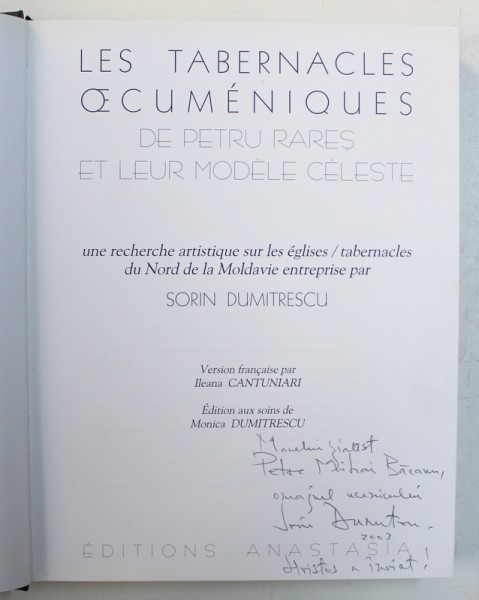 LES TABERNACLES
ŒCUMÉNIQUES
DE PETRU RAREȘ
ET LEUR MODÈLE CÉLESTE
une recherche artistique sur les églises / tabernacles
du Nord de la Moldavie entreprise par
SORIN DUMITRESCU
Version française par
Ileana CANTUNIARI
Édition aux soins de
Monica DUMITRESCU
Marelui ziarist
Petre Mihai Băcanu,
omagiul
Sorin Dumitrescu
2003
ÉDITIONS ANASTASIA
Hristos a înviat!